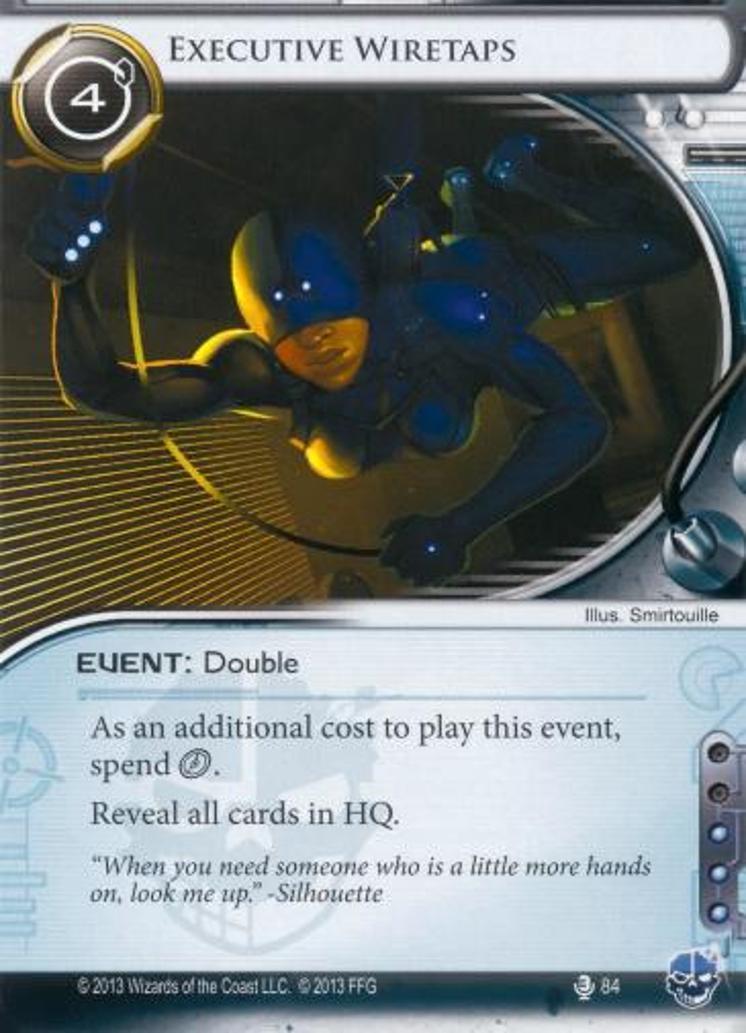 Executive Wiretaps
4
Illus. Smirtouille
EVENT: Double
As an additional cost to play this event,
spend .
Reveal all cards in HQ.
“When you need someone who is a little more hands
on, look me up.” -Silhouette
© 2013 Wizards of the Coast LLC. © 2013 FFG
84